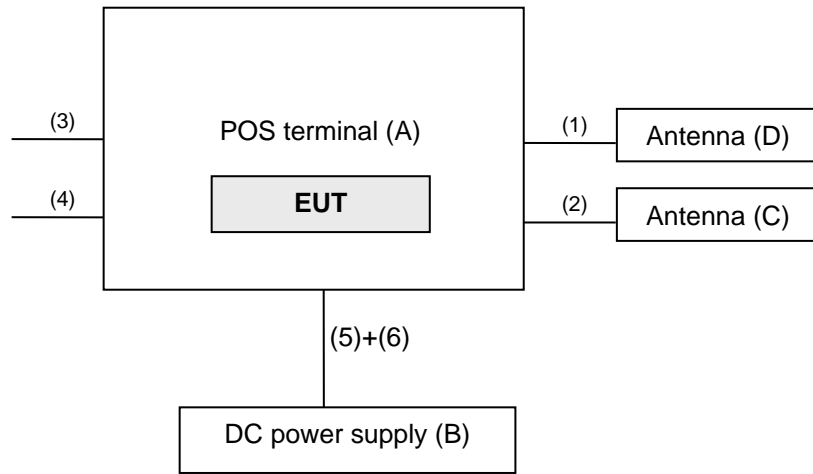 (3)
POS terminal (A)
(1)
Antenna (D)
(4)
EUT
(2)
Antenna (C)
(5)+(6)
DC power supply (B)